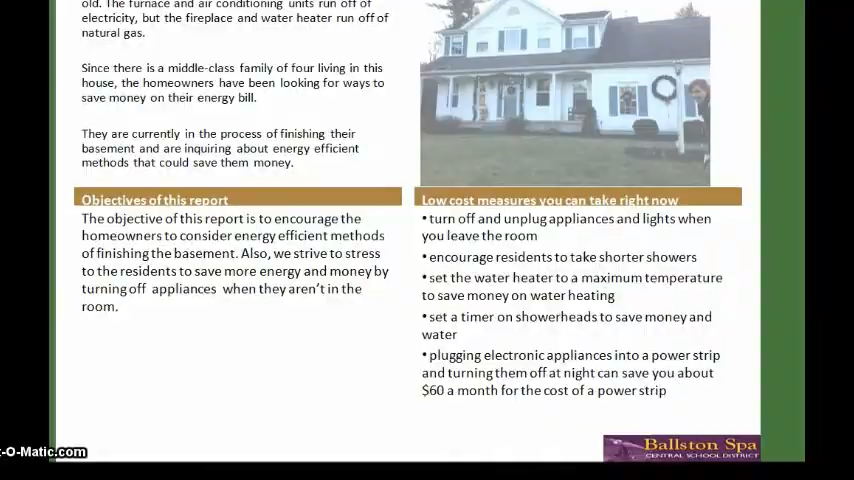 old. The furnace and air conditioning units run off of
electricity, but the fireplace and water heater run off of
natural gas.
Since there is a middle-class family of four living in this
house, the homeowners have been looking for ways to
save money on their energy bill.
They are currently in the process of finishing their
basement and are inquiring about energy efficient
methods that could save them money.
Objectives of this report
The objective of this report is to encourage the
homeowners to consider energy efficient methods
of finishing the basement. Also, we strive to stress
to the residents to save more energy and money by
turning off appliances when they aren't in the
room.
Low cost measures you can take right now
• turn off and unplug appliances and lights when
you leave the room
• encourage residents to take shorter showers
• set the water heater to a maximum temperature
to save money on water heating
• set a timer on showerheads to save money and
water
• plugging electronic appliances into a power strip
and turning them off at night can save you about
$60 a month for the cost of a power strip
Ballston Spa
CENTRAL SCHOOL DISTRICT
-O-Matic.com